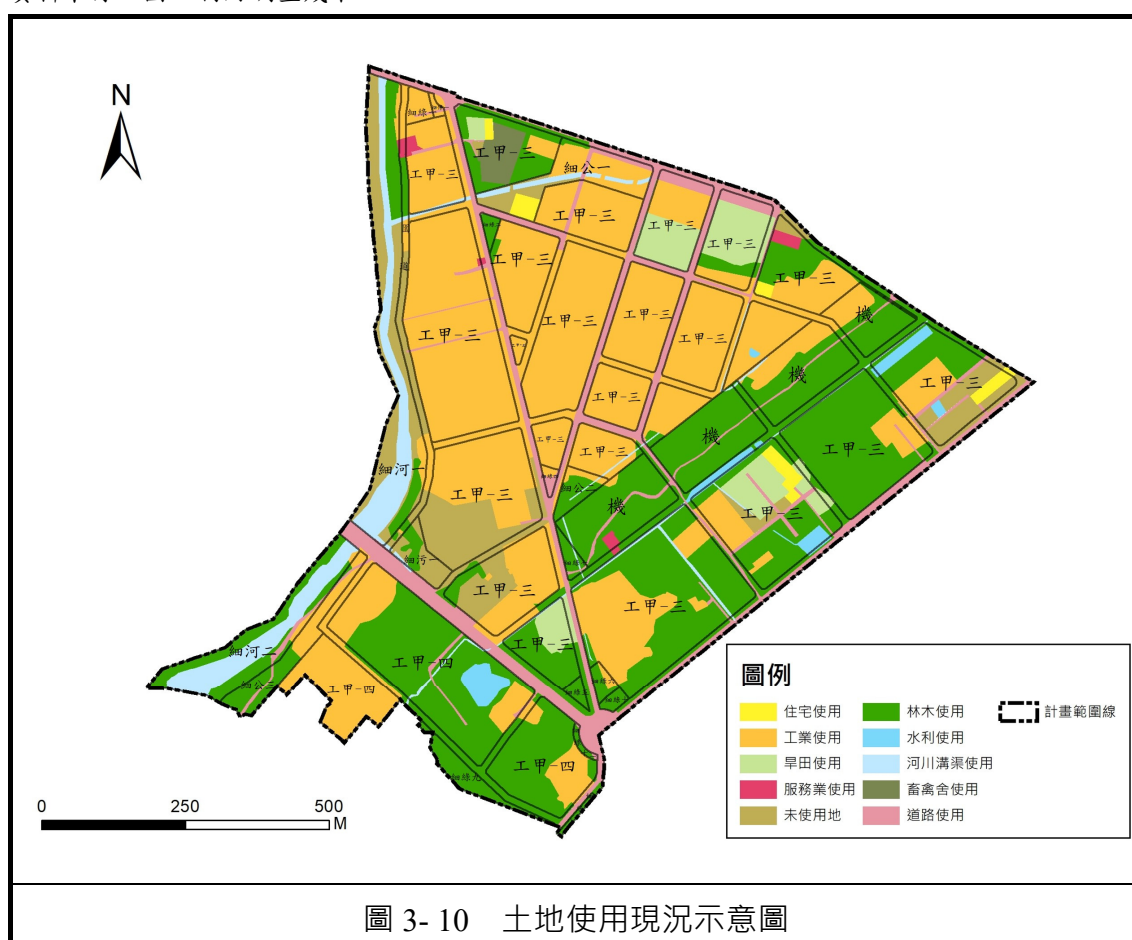 N
細綠一
工甲-三
工甲-三
細公一
工甲-三
工甲-三
工甲-三
工甲-三
工甲-三
工甲-三
工甲-三
工甲-三
工甲-三
工甲-三
機
機
機
機
工甲-三
工甲-三
工甲-三
工甲-三
工甲-三
細公二
細河一
工甲-三
工甲-三
細污一
工甲-三
工甲-三
工甲-三
細河二
細公三
工甲-四
工甲-四
工甲-四
細綠五
細綠六
細綠九
0 250 500
M
圖例
住宅使用 林木使用 計畫範圍線
工業使用 水利使用
旱田使用 河川溝渠使用
服務業使用 畜禽舍使用
未使用地 道路使用
圖 3- 10 土地使用現況示意圖